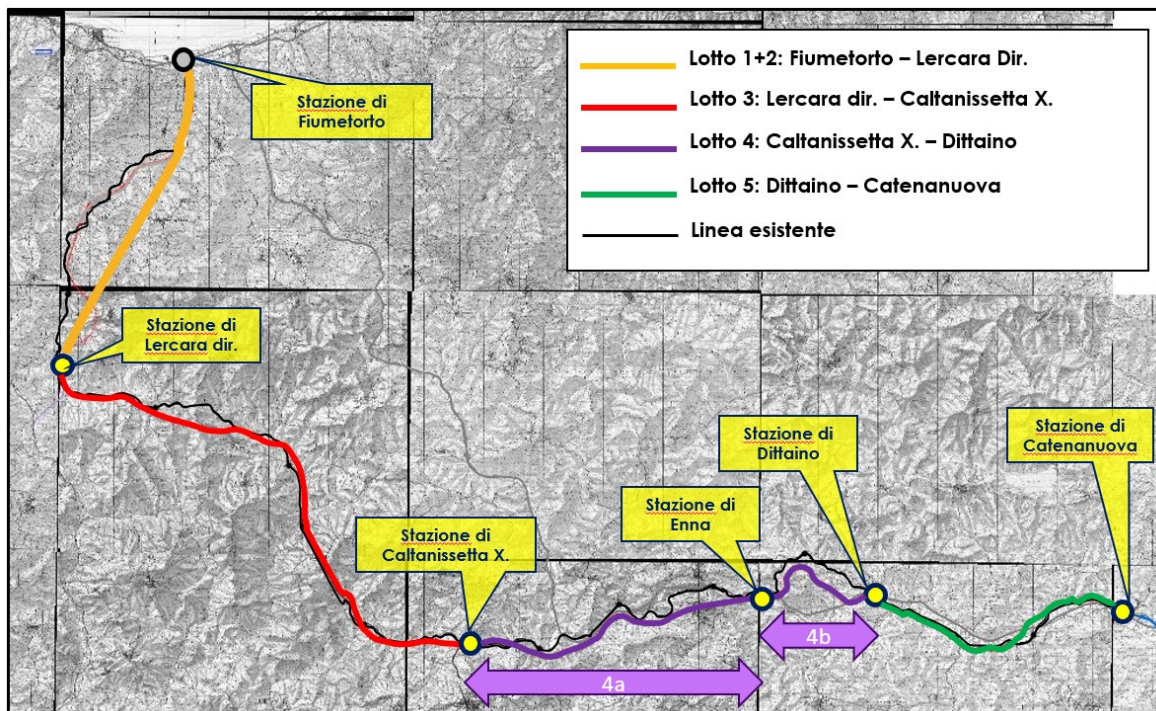 Stazione di
Fiumetorto
Lotto 1+2: Fiumetorto – Lercara Dir.
Lotto 3: Lercara dir. – Caltanissetta X.
Lotto 4: Caltanissetta X. – Dittaino
Lotto 5: Dittaino – Catenanuova
Linea esistente
Stazione di
Lercara dir.
Stazione di
Catenanuova
Stazione di
Dittaino
Stazione di
Enna
Stazione di
Caltanissetta X.
4b
4a